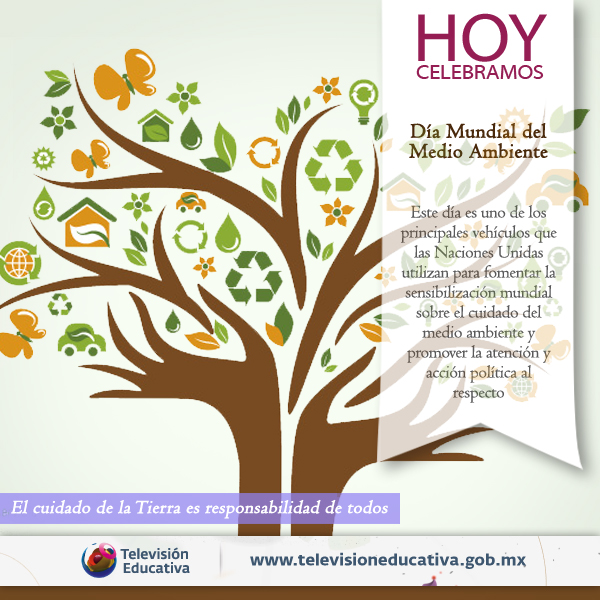 HOY
CELEBRAMOS
Día Mundial del
Medio Ambiente
Este día es uno de los
principales vehículos que
las Naciones Unidas
utilizan para fomentar la
sensibilización mundial
sobre el cuidado del
medio ambiente y
promover la atención y
acción política al
respecto
El cuidado de la Tierra es responsabilidad de todos
Televisión
Educativa
www.televisioneducativa.gob.mx